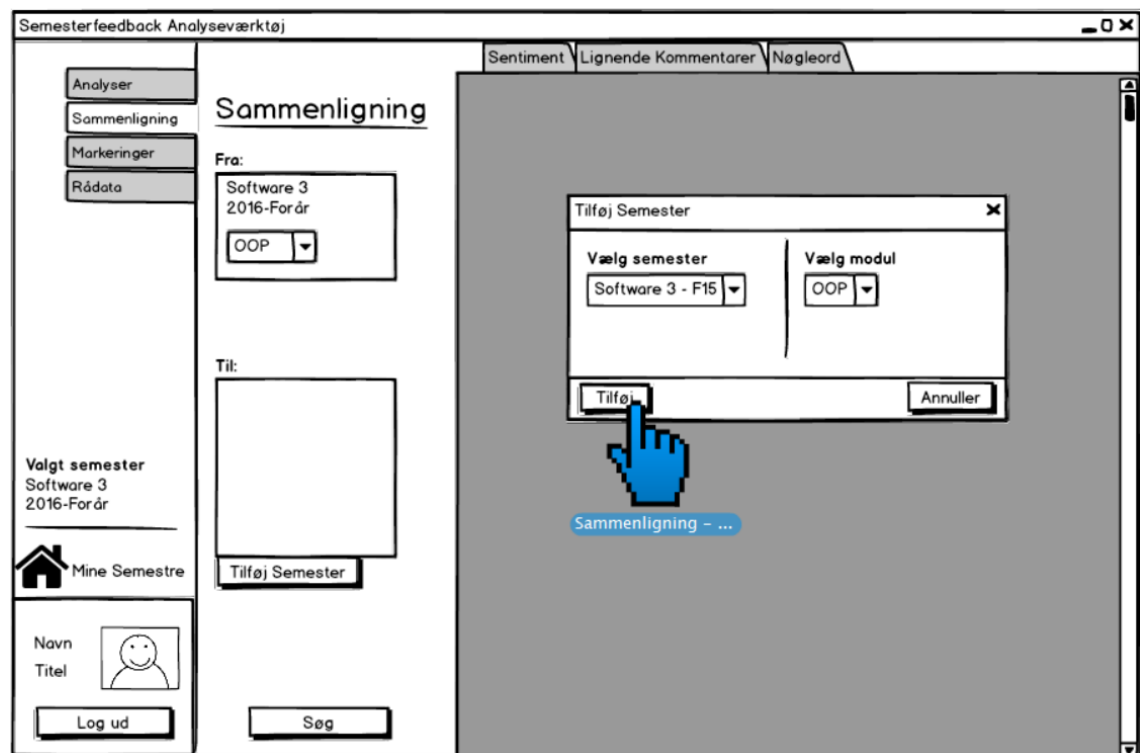 Semesterfeedback Analyseværktøj
Analyser
Sammenligning
Markeringer
Rådata
Valgt semester
Software 3
2016-Forår
Mine Semestre
Navn
Titel
Log ud
Sammenligning
Fra:
Software 3
2016-Forår
OOP
Til:
Tilføj Semester
Søg
Sentiment
Lignende Kommentarer
Nøgleord
Tilføj Semester
Vælg semester
Software 3 - F15
Vælg modul
OOP
Tilføj
Annuller
Sammenligning – ...